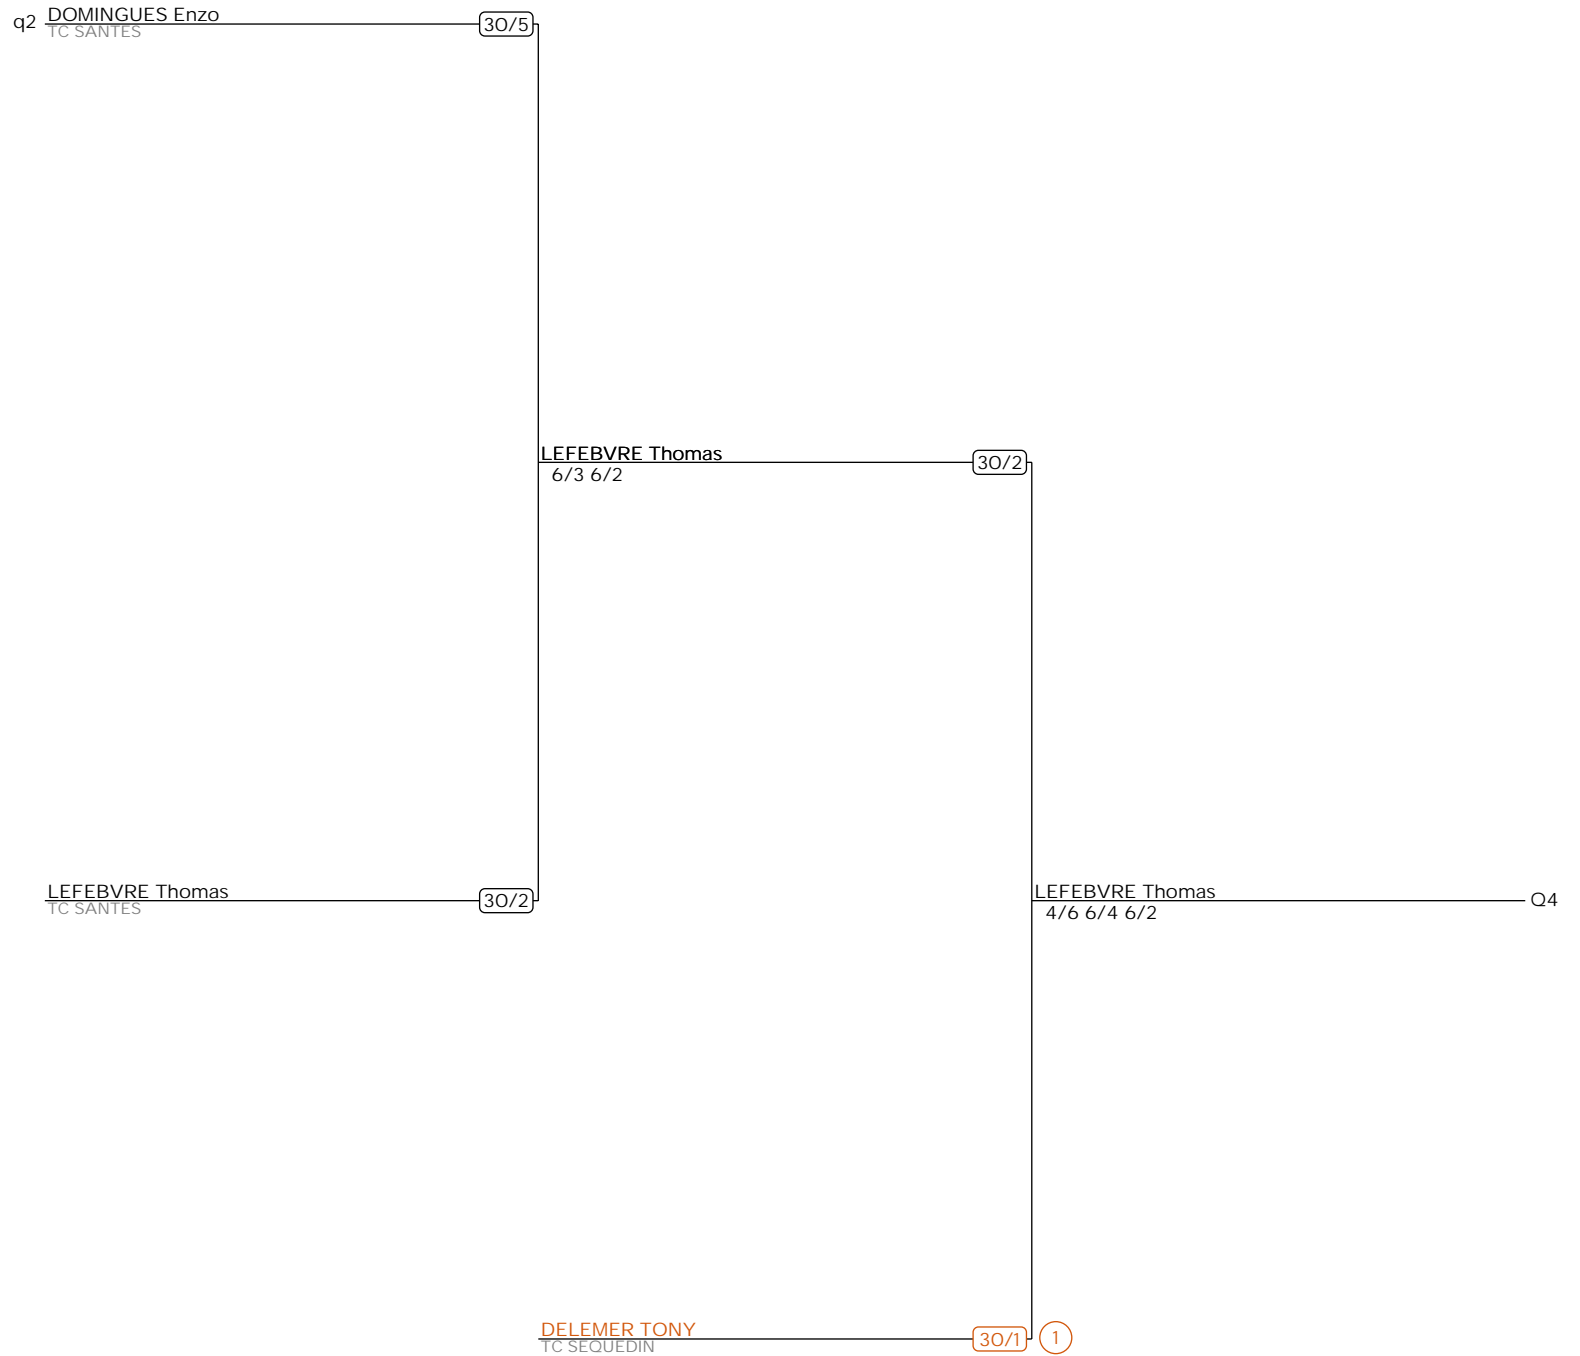 q2 DOMINGUES Enzo 30/5
TC SANTES
LEFEBVRE Thomas 30/2
6/3 6/2
LEFEBVRE Thomas 30/2
TC SANTES
LEFEBVRE Thomas Q4
4/6 6/4 6/2
DELEMER TONY 30/1 1
TC SEQUEDIN